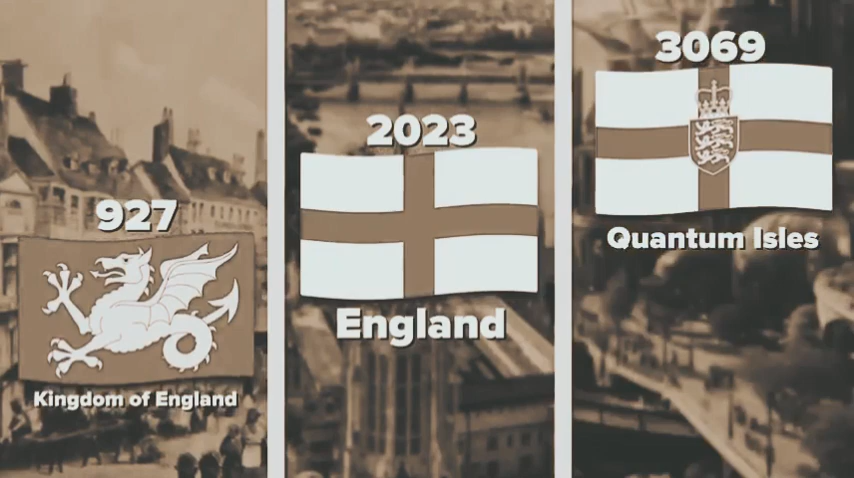 927
Kingdom of England
2023
England
3069
Quantum Isles